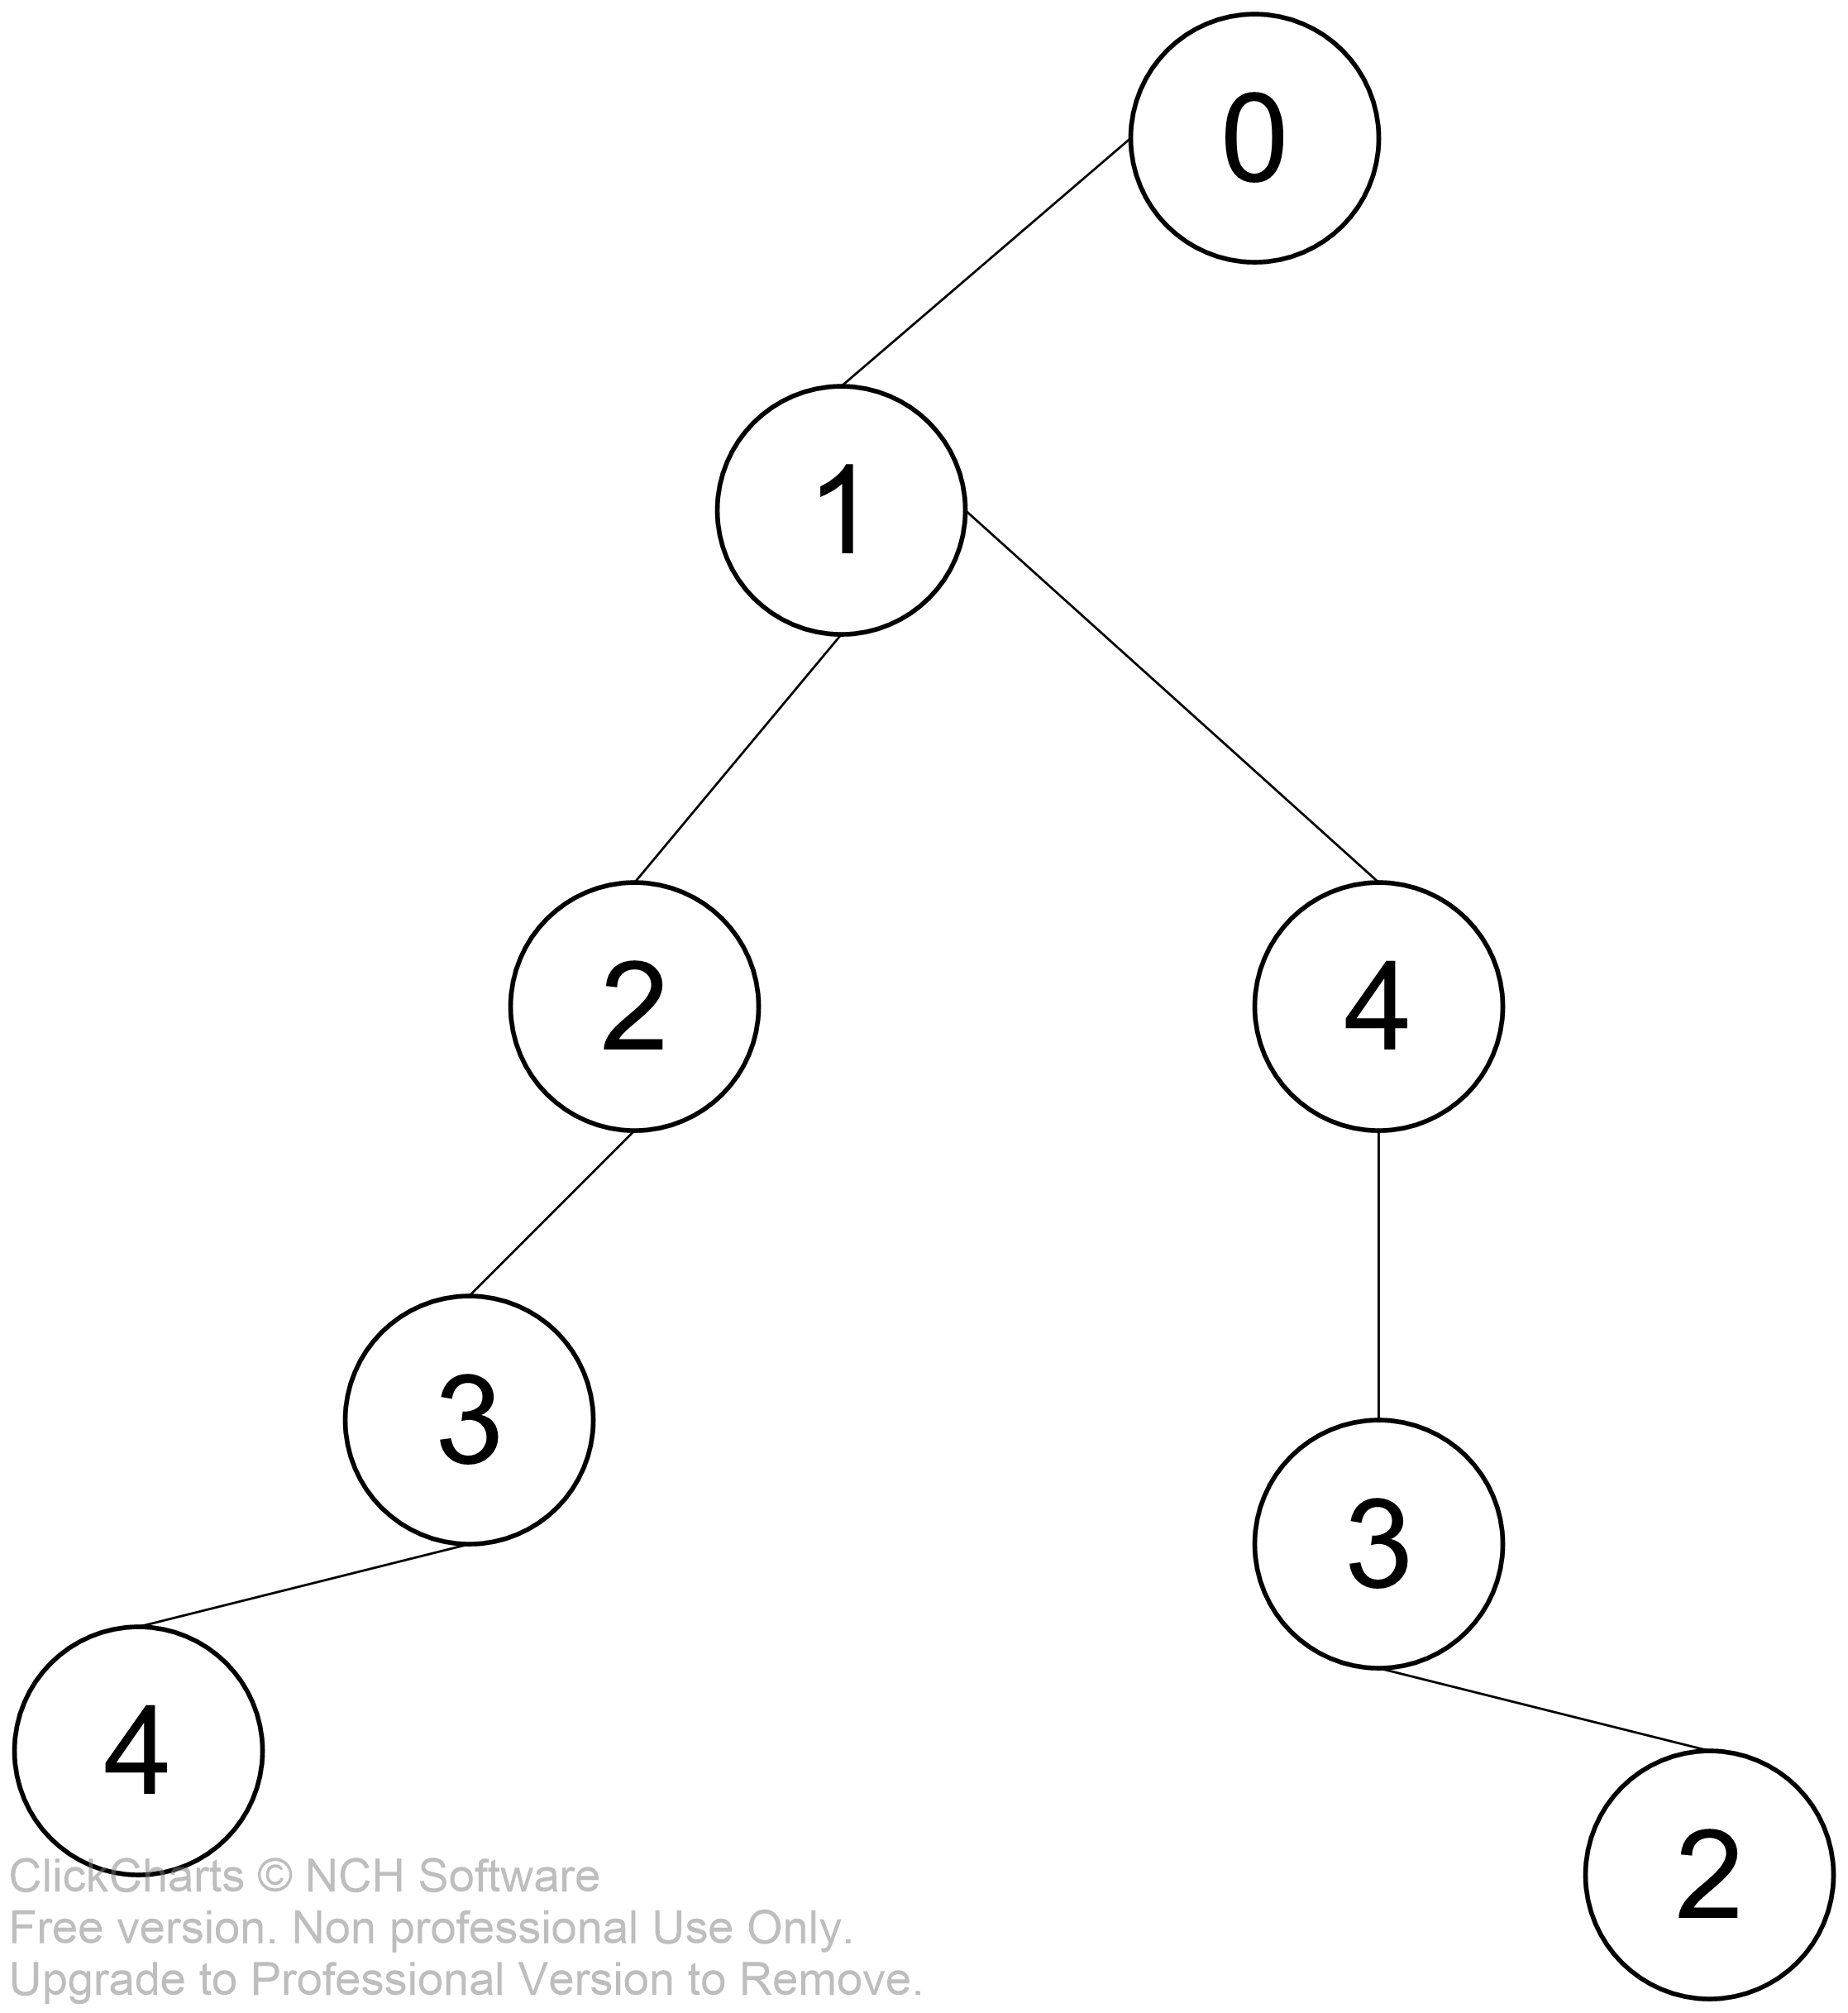 0
1
2
4
3
3
4
2
ClickCharts © NCH Software
Free version. Non professional Use Only.
Upgrade to Professional Version to Remove.